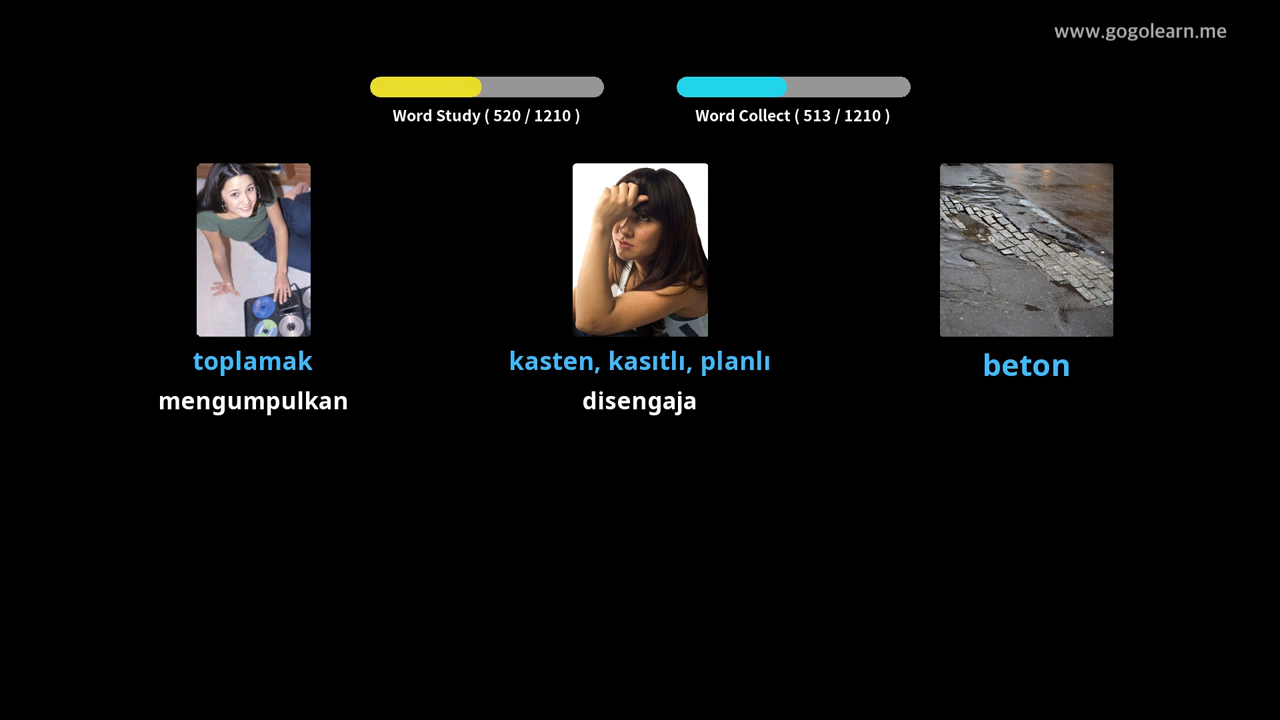 www.gogolearn.me
Word Study ( 520 / 1210 )
Word Collect ( 513 / 1210 )
toplamak
mengumpulkan
kasten, kasıtlı, planlı
disengaja
beton